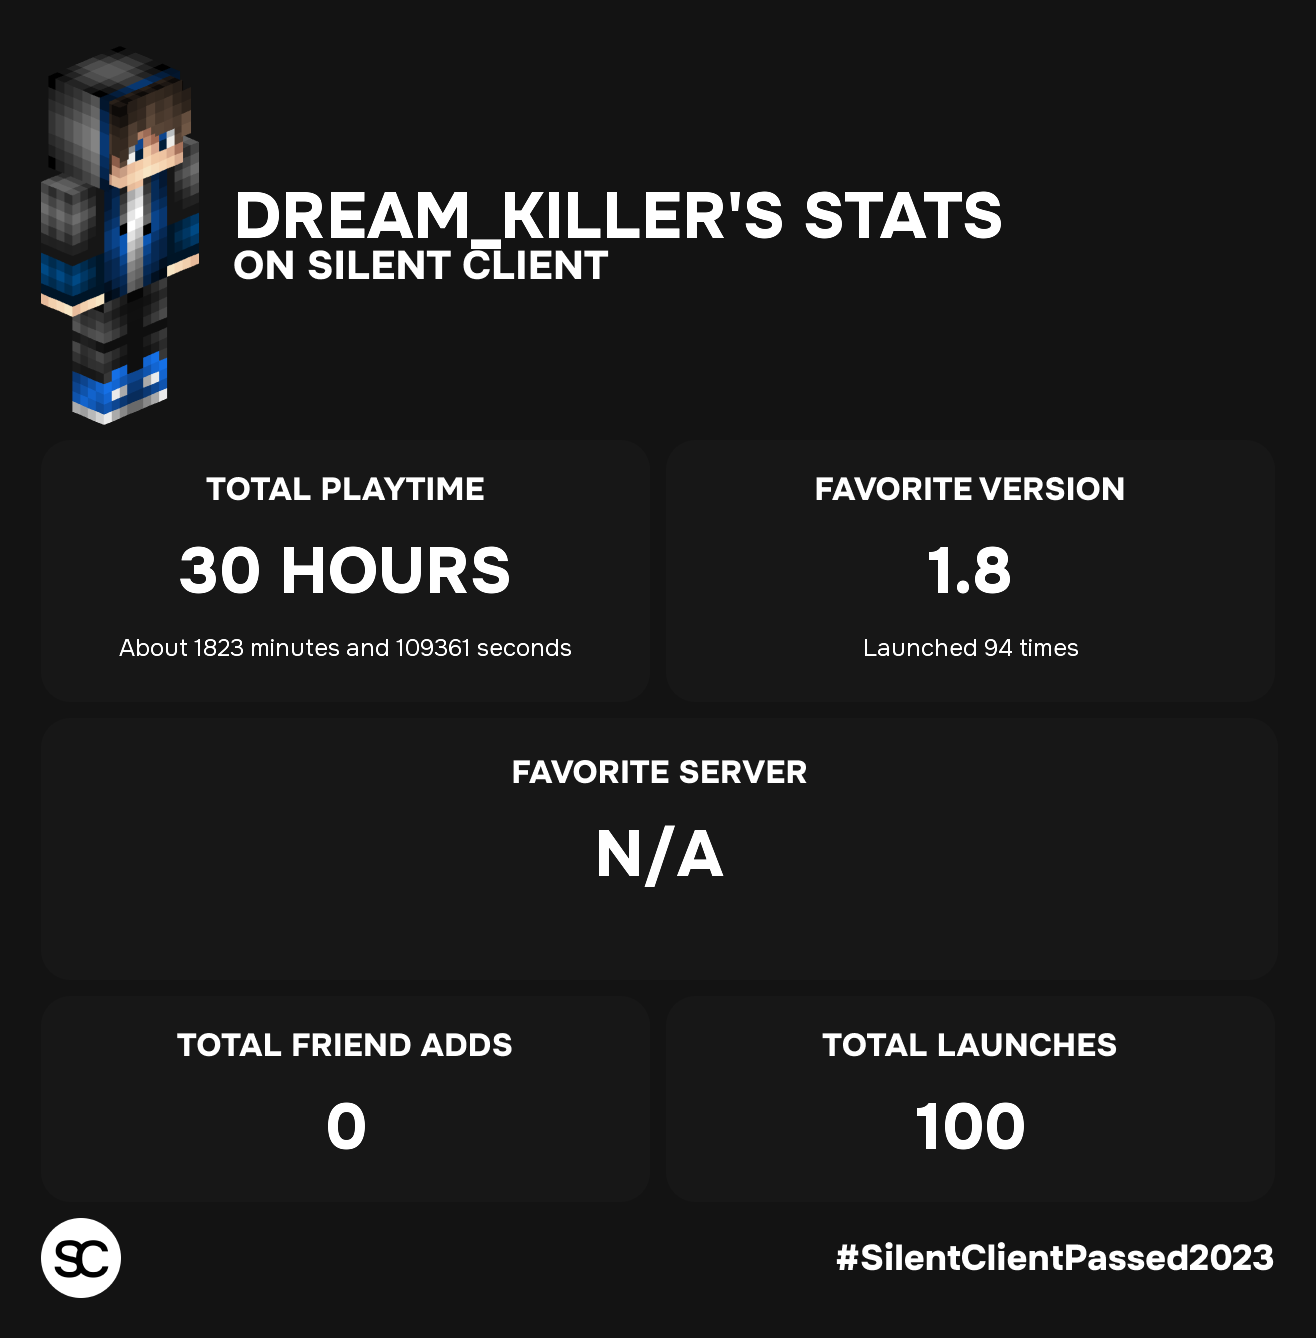 DREAM_KILLER'S STATS
ON SILENT CLIENT
TOTAL PLAYTIME
30 HOURS
About 1823 minutes and 109361 seconds
FAVORITE VERSION
1.8
Launched 94 times
FAVORITE SERVER
N/A
TOTAL FRIEND ADDS
0
TOTAL LAUNCHES
100
SC
#SilentClientPassed2023